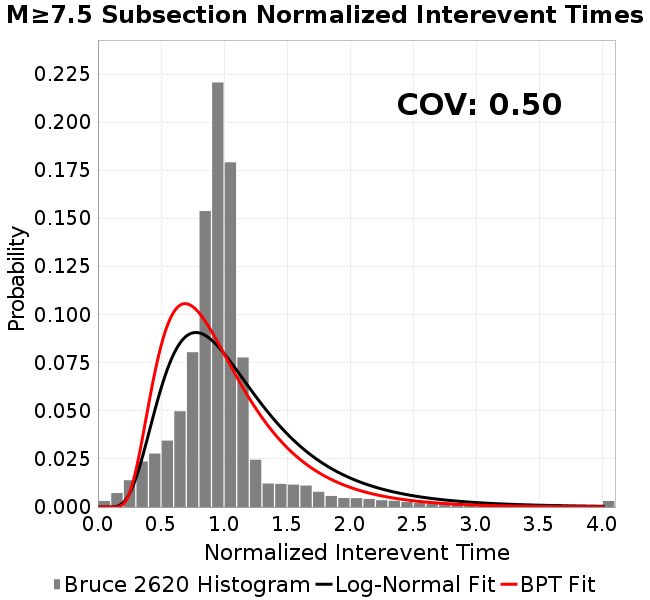 M≥7.5 Subsection Normalized Interevent Times
COV: 0.50
Probability
0.225
0.200
0.175
0.150
0.125
0.100
0.075
0.050
0.025
0.000
0.0 0.5 1.0 1.5 2.0 2.5 3.0 3.5 4.0
Normalized Interevent Time
Bruce 2620 Histogram Log-Normal Fit BPT Fit